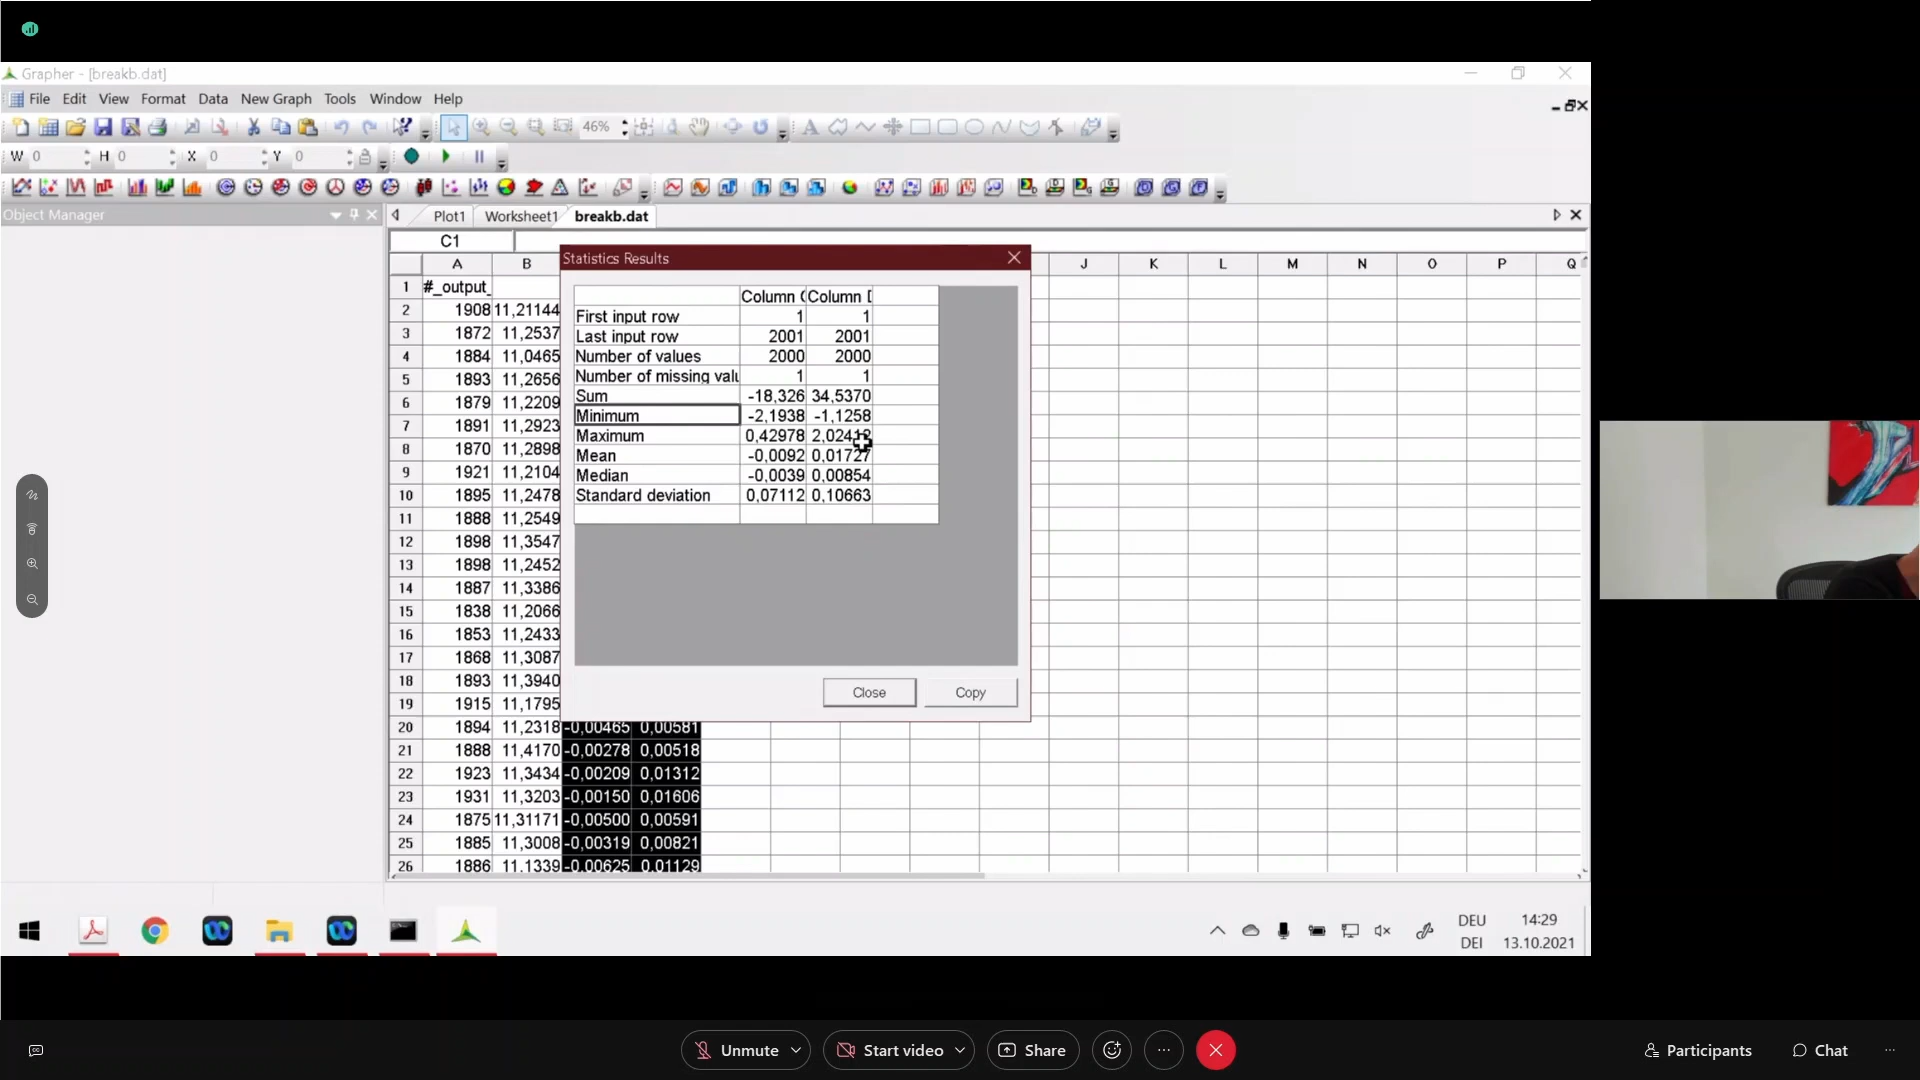 Grapher - [breakb.dat]
File Edit View Format Data New Graph Tools Window Help
46%
W 0 H 0 X 0 Y 0
Object Manager
Plot1 Worksheet1 breakb.dat
C1
Statistics Results
A B J K L M N O P Q
Column Column
First input row 1 1
Last input row 2001 2001
Number of values 2000 2000
Number of missing valu 1 1
Sum -18,326 34,5370
Minimum -2,1938 -1,1258
Maximum 0,42978 2,02412
Mean -0,0092 0,01727
Median -0,0039 0,00854
Standard deviation 0,07112 0,10663
Close Copy
1 #_output_
2 1908 11,21144
3 1872 11,2537
4 1884 11,0465
5 1893 11,2656
6 1879 11,2209
7 1891 11,2923
8 1870 11,2898
9 1921 11,2104
10 1895 11,2478
11 1888 11,2549
12 1898 11,3547
13 1898 11,2452
14 1887 11,3386
15 1838 11,2066
16 1853 11,2433
17 1868 11,3087
18 1893 11,3940
19 1915 11,1795
20 1894 11,2318 -0,00465 0,00581
21 1888 11,4170 -0,00278 0,00518
22 1923 11,3434 -0,00209 0,01312
23 1931 11,3203 -0,00150 0,01606
24 1875 11,31171 -0,00500 0,00591
25 1885 11,3008 -0,00319 0,00821
26 1886 11,1339 -0,00625 0,01129
DEU 14:29
DEI 13.10.2021
Unmute Start video Share Participants Chat